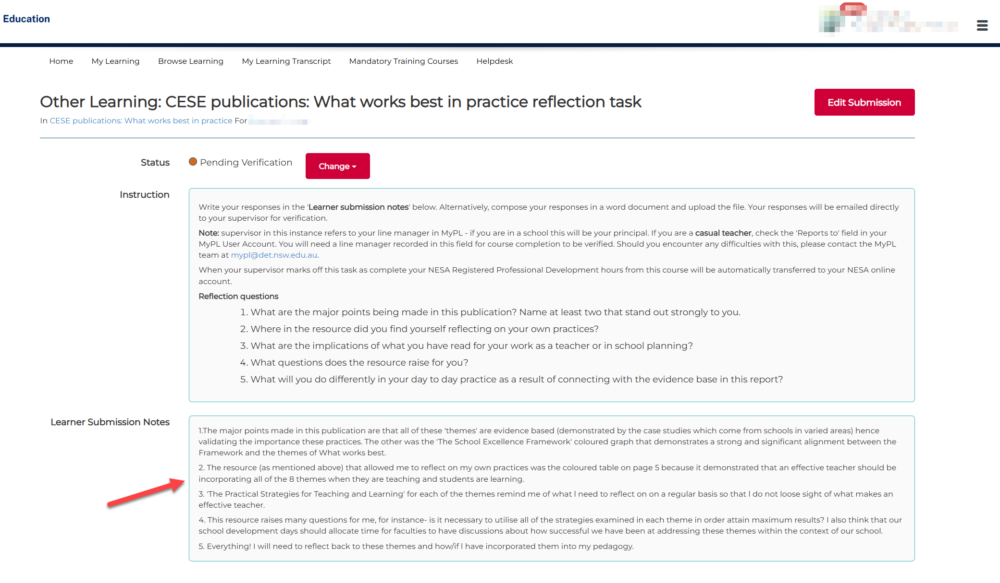 Education
Home My Learning Browse Learning My Learning Transcript Mandatory Training Courses Helpdesk
Other Learning: CESE publications: What works best in practice reflection task
Edit Submission
In CESE publications: What works best in practice For
Status
Pending Verification
Change
Instruction
Write your responses in the 'Learner submission notes' below. Alternatively, compose your responses in a word document and upload the file. Your responses will be emailed directly
to your supervisor for verification.
Note: supervisor in this instance refers to your line manager in MyPL - if you are in a school this will be your principal. If you are a casual teacher, check the 'Reports to' field in your
MyPL User Account. You will need a line manager recorded in this field for course completion to be verified. Should you encounter any difficulties with this, please contact the MyPL
team at mypl@det.nsw.edu.au.
When your supervisor marks off this task as complete your NESA Registered Professional Development hours from this course will be automatically transferred to your NESA online
account.
Reflection questions
1. What are the major points being made in this publication? Name at least two that stand out strongly to you.
2. Where in the resource did you find yourself reflecting on your own practices?
3. What are the implications of what you have read for your work as a teacher or in school planning?
4. What questions does the resource raise for you?
5. What will you do differently in your day to day practice as a result of connecting with the evidence base in this report?
Learner Submission Notes
1.The major points made in this publication are that all of these 'themes' are evidence based (demonstrated by the case studies which come from schools in varied areas) hence
validating the importance these practices. The other was the 'The School Excellence Framework' coloured graph that demonstrates a strong and significant alignment between the
Framework and the themes of What works best.
2. The resource (as mentioned above) that allowed me to reflect on my own practices was the coloured table on page 5 because it demonstrated that an effective teacher should be
incorporating all of the 8 themes when they are teaching and students are learning.
3. 'The Practical Strategies for Teaching and Learning' for each of the themes remind me of what I need to reflect on on a regular basis so that I do not loose sight of what makes an
effective teacher.
4. This resource raises many questions for me, for instance- is it necessary to utilise all of the strategies examined in each theme in order attain maximum results? I also think that our
school development days should allocate time for faculties to have discussions about how successful we have been at addressing these themes within the context of our school.
5. Everything! I will need to reflect back to these themes and how/if I have incorporated them into my pedagogy.